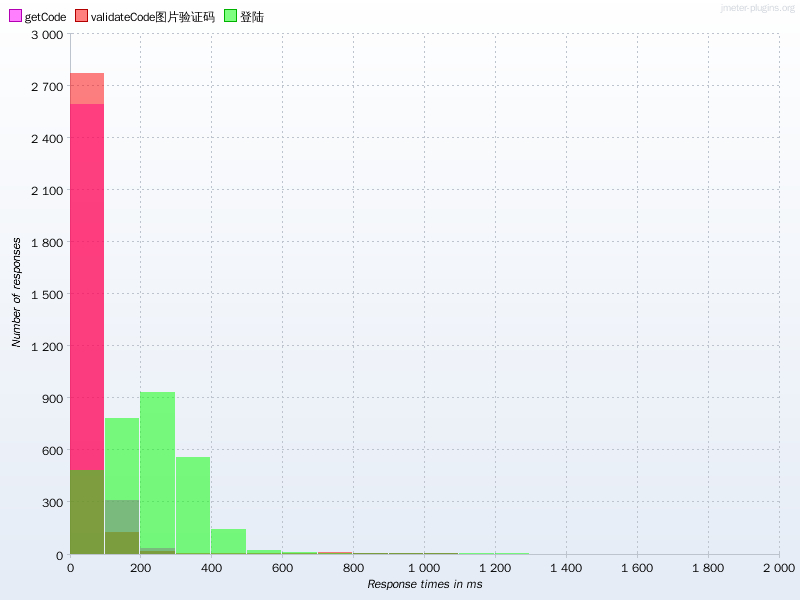 jmeter-plugins.org
getCode validateCode图片验证码 登陆
3 000
2 700
2 400
2 100
1 800
1 500
1 200
900
600
300
0
Number of responses
0 200 400 600 800 1 000 1 200 1 400 1 600 1 800 2 000
Response times in ms